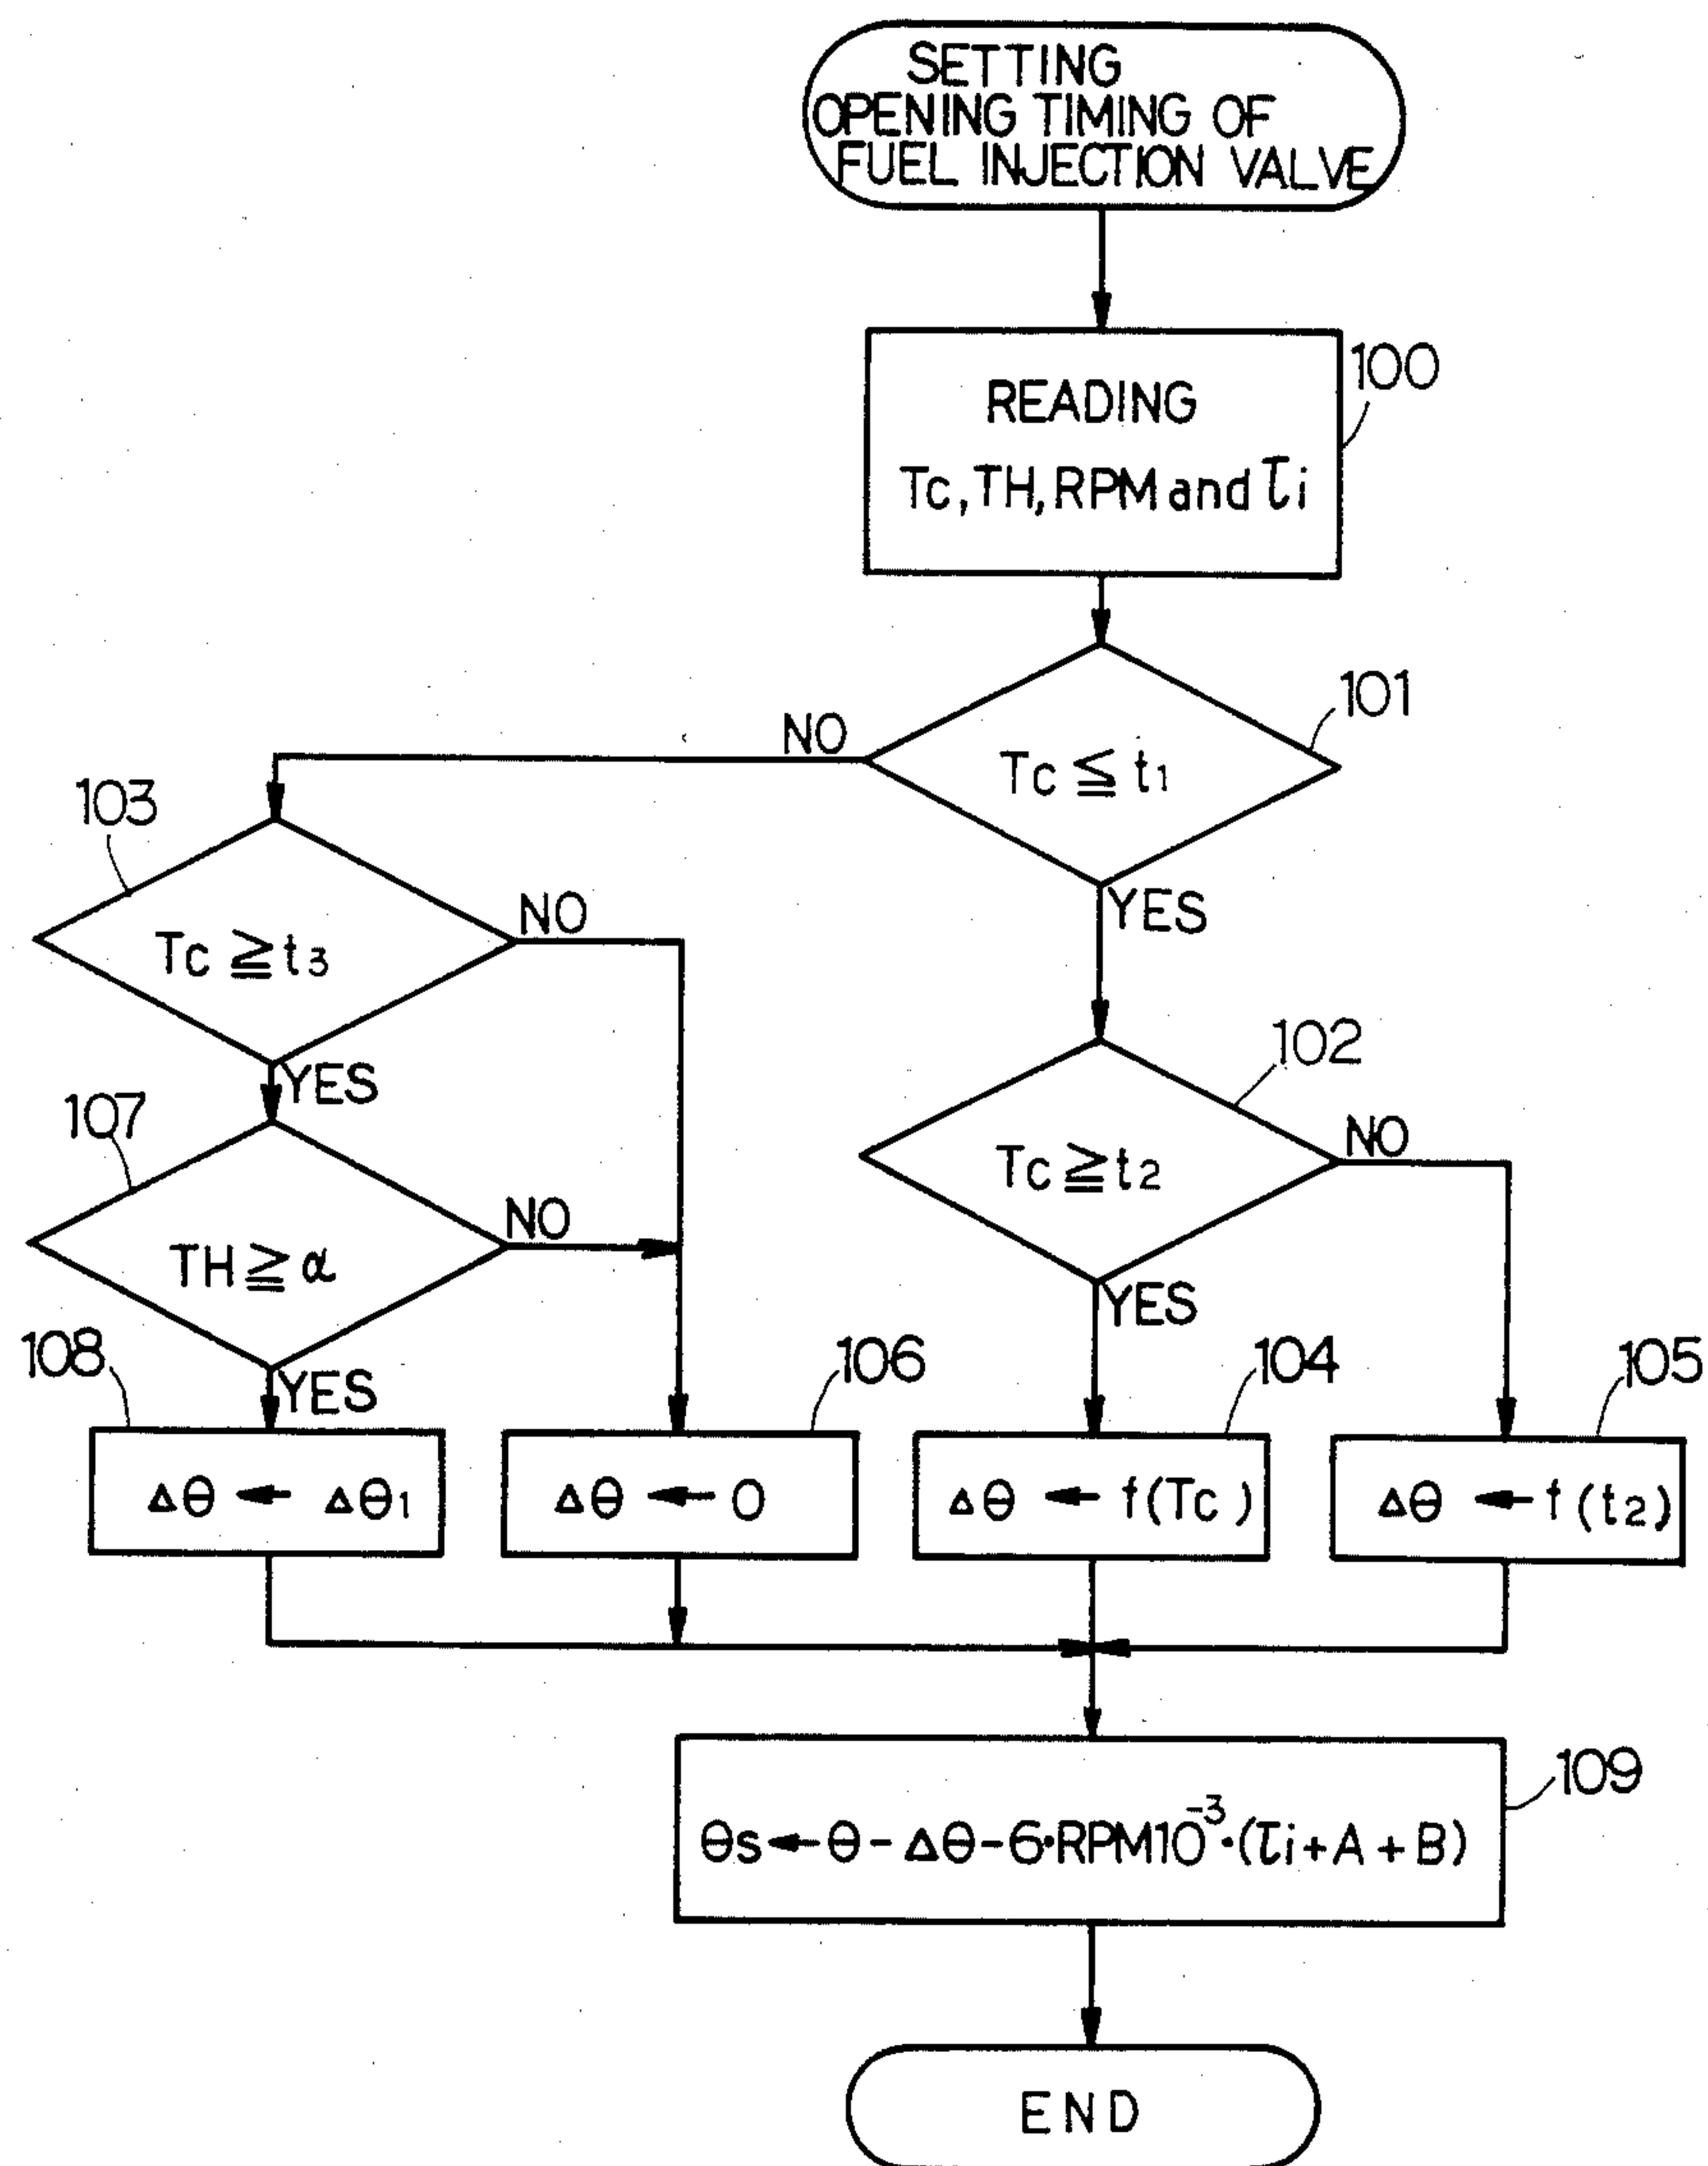 SETTING
OPENING TIMING OF
FUEL INJECTION VALVE
100
READING
Tc, TH, RPM and τi
101
NO
Tc ≦ t1
103
YES
NO
Tc ≧ t3
102
YES
107
NO
Tc ≧ t2
NO
TH ≧ α
YES
108
106
104
105
YES
Δθ ← Δθ1
Δθ ← 0
Δθ ← f(Tc)
Δθ ← f(t2)
109
θs ← θ - Δθ - 6·RPM10⁻³·(τi + A + B)
END